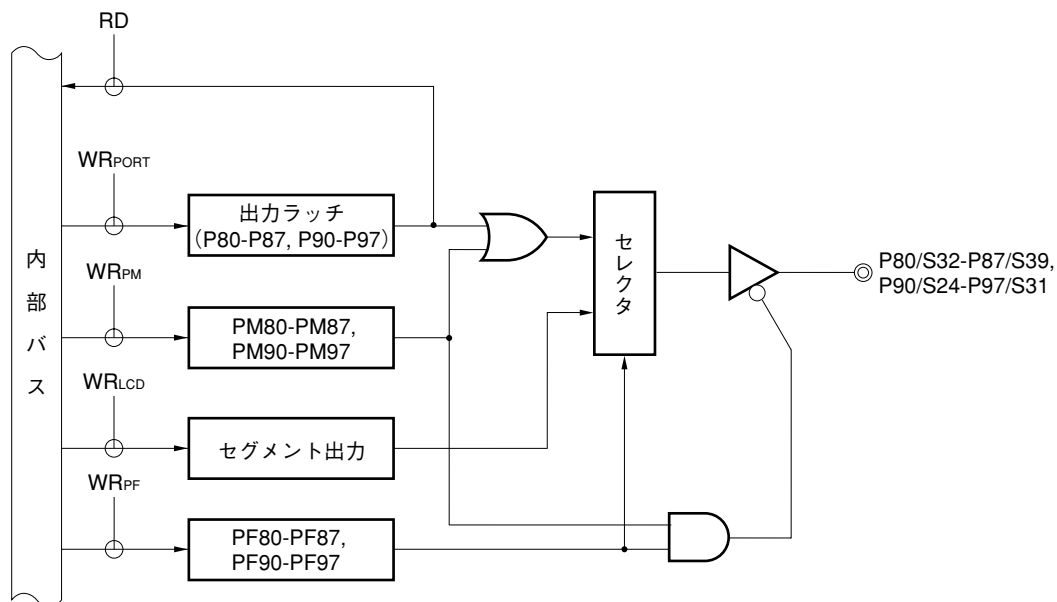 RD
WRPORT
出力ラッチ
(P80-P87, P90-P97)
WRPM
PM80-PM87,
PM90-PM97
WRLCD
セグメント出力
WRPF
PF80-PF87,
PF90-PF97
内部バス
セレクタ
P80/S32-P87/S39,
P90/S24-P97/S31